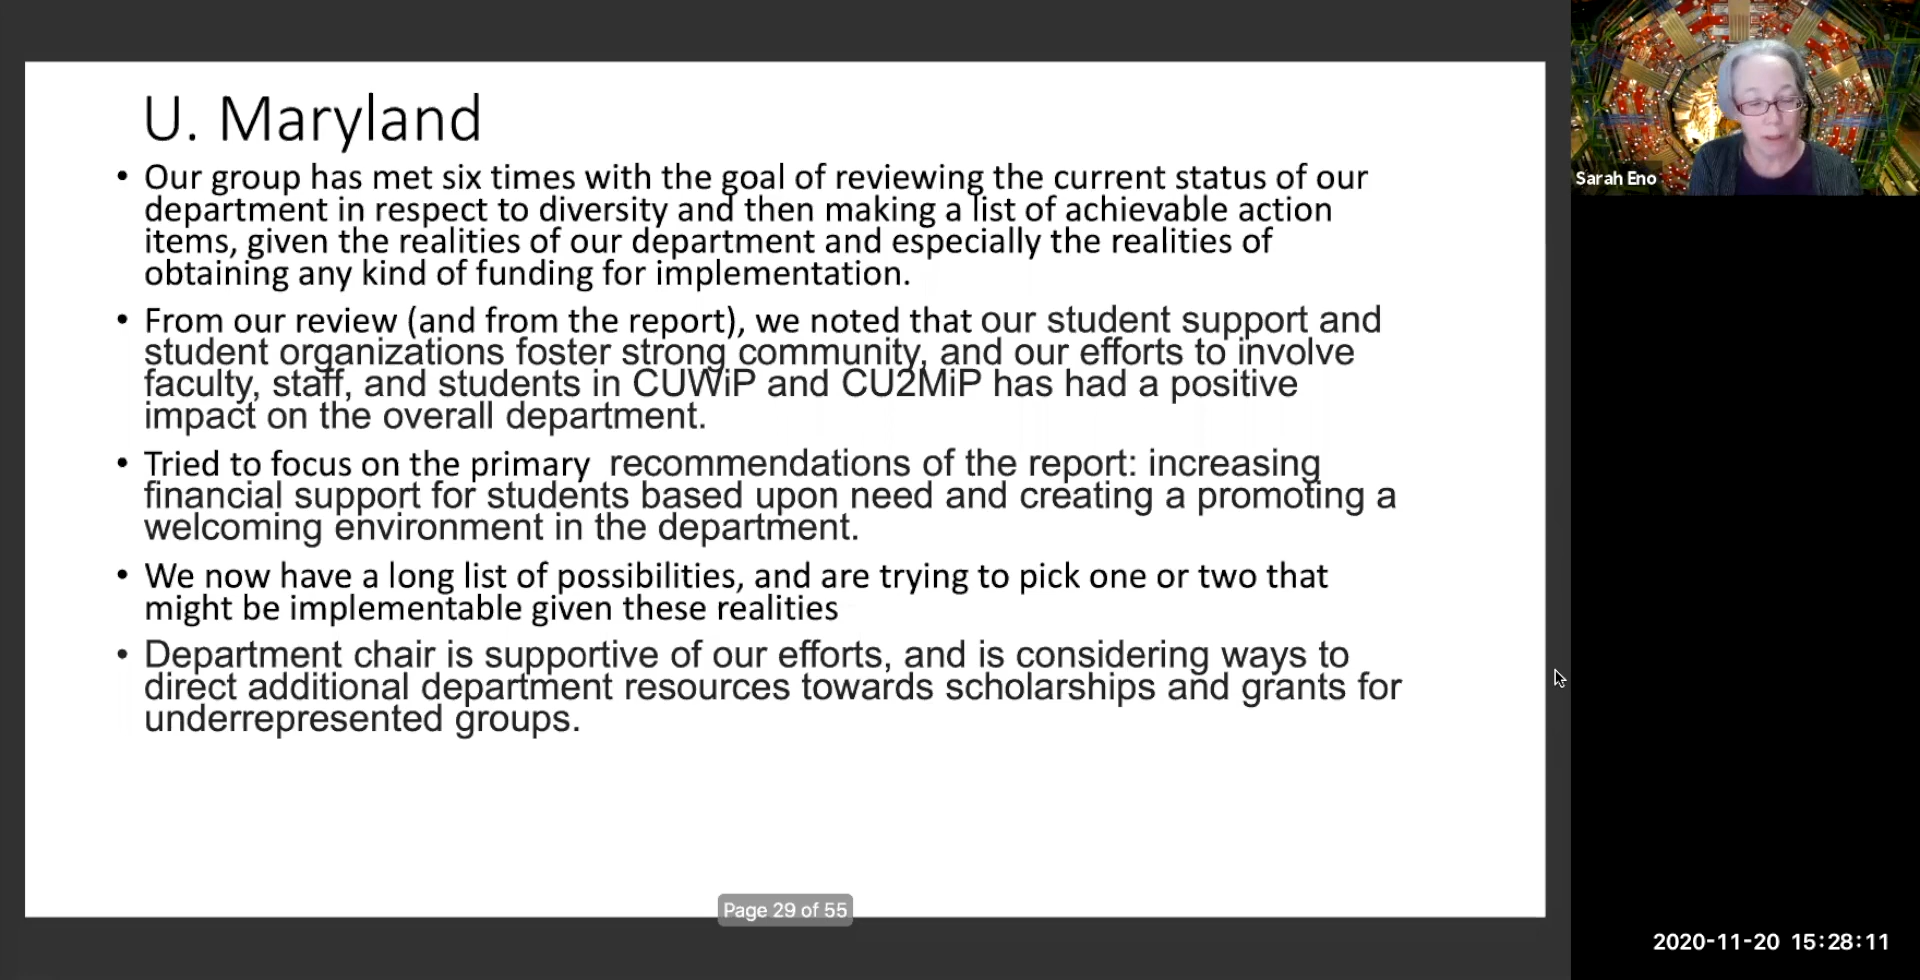 U. Maryland
• Our group has met six times with the goal of reviewing the current status of our
department in respect to diversity and then making a list of achievable action
items, given the realities of our department and especially the realities of
obtaining any kind of funding for implementation.
• From our review (and from the report), we noted that our student support and
student organizations foster strong community, and our efforts to involve
faculty, staff, and students in CUWiP and CU2MiP has had a positive
impact on the overall department.
• Tried to focus on the primary  recommendations of the report: increasing
financial support for students based upon need and creating a promoting a
welcoming environment in the department.
• We now have a long list of possibilities, and are trying to pick one or two that
might be implementable given these realities
• Department chair is supportive of our efforts, and is considering ways to
direct additional department resources towards scholarships and grants for
underrepresented groups.
Page 29 of 55
Sarah Eno
2020-11-20 15:28:11